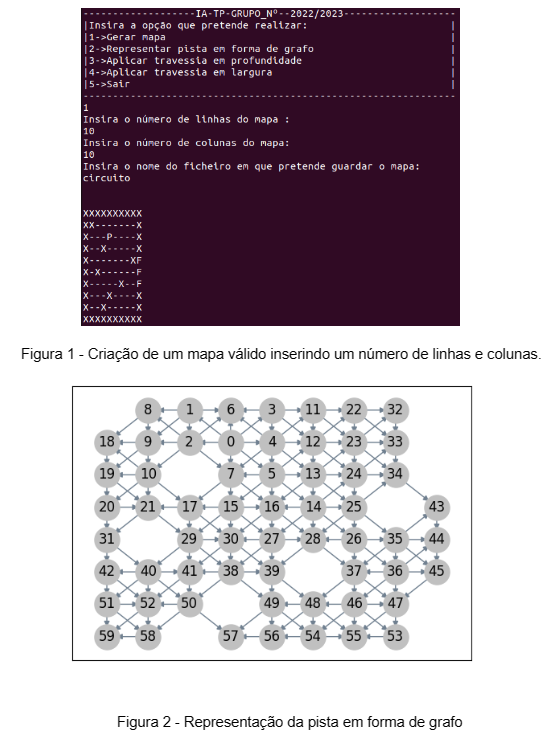 --------------------IA-TP-GRUPO_Nº--2022/2023--------------------
|Insira a opção que pretende realizar: |
|1->Gerar mapa |
|2->Representar pista em forma de grafo |
|3->Aplicar travessia em profundidade |
|4->Aplicar travessia em largura |
|5->Sair |
-----------------------------------------------------------------
1
Insira o número de linhas do mapa :
10
Insira o número de colunas do mapa:
10
Insira o nome do ficheiro em que pretende guardar o mapa:
circuito
XXXXXXXXXX
XX-------X
X---P----X
X--X-----X
X-------XF
X-X------F
X-----X--F
X---X----X
X--X-----X
XXXXXXXXXX
Figura 1 - Criação de um mapa válido inserindo um número de linhas e colunas.
8 1 6 3 11 22 32
18 9 2 0 4 12 23 33
19 10 7 5 13 24 34
20 21 17 15 16 14 25 43
31 29 30 27 28 26 35 44
42 40 41 38 39 37 36 45
51 52 50 49 48 46 47
59 58 57 56 54 55 53
Figura 2 - Representação da pista em forma de grafo